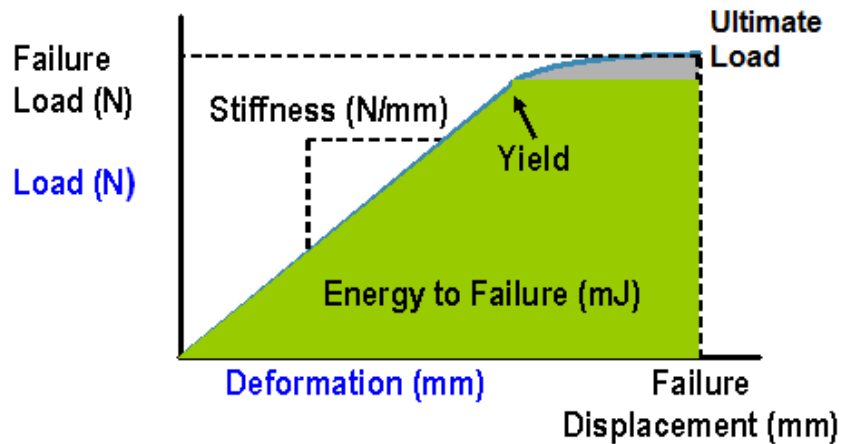 Ultimate
Load
Failure
Load (N)
Stiffness (N/mm)
Yield
Load (N)
Energy to Failure (mJ)
Deformation (mm)
Failure
Displacement (mm)